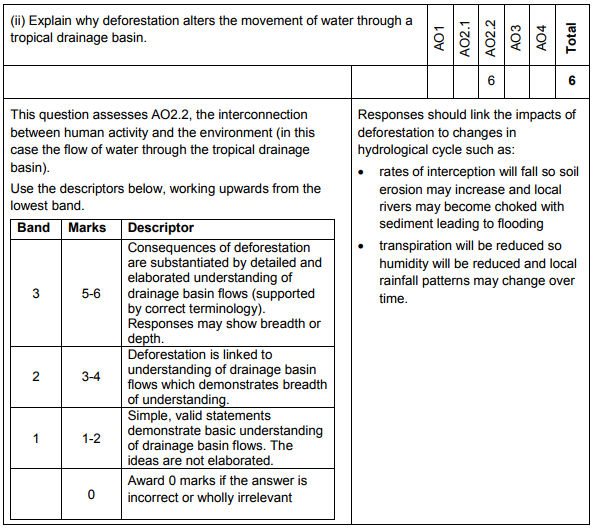 (ii) Explain why deforestation alters the movement of water through a
tropical drainage basin.
AO1
AO2.1
AO2.2
AO3
AO4
Total
6
6
This question assesses AO2.2, the interconnection
between human activity and the environment (in this
case the flow of water through the tropical drainage
basin).
Use the descriptors below, working upwards from the
lowest band.
Band Marks Descriptor
3 5-6
Consequences of deforestation
are substantiated by detailed and
elaborated understanding of
drainage basin flows (supported
by correct terminology).
Responses may show breadth or
depth.
2 3-4
Deforestation is linked to
understanding of drainage basin
flows which demonstrates breadth
of understanding.
1 1-2
Simple, valid statements
demonstrate basic understanding
of drainage basin flows. The
ideas are not elaborated.
0
Award 0 marks if the answer is
incorrect or wholly irrelevant
Responses should link the impacts of
deforestation to changes in
hydrological cycle such as:
• rates of interception will fall so soil
erosion may increase and local
rivers may become choked with
sediment leading to flooding
• transpiration will be reduced so
humidity will be reduced and local
rainfall patterns may change over
time.